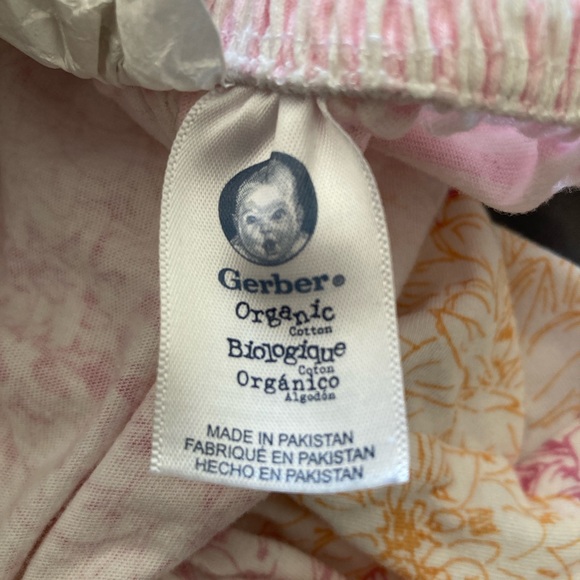 Gerber®
Organic
Cotton
Biologique
Coton
Orgánico
Algodón
MADE IN PAKISTAN
FABRIQUÉ EN PAKISTAN
HECHO EN PAKISTAN